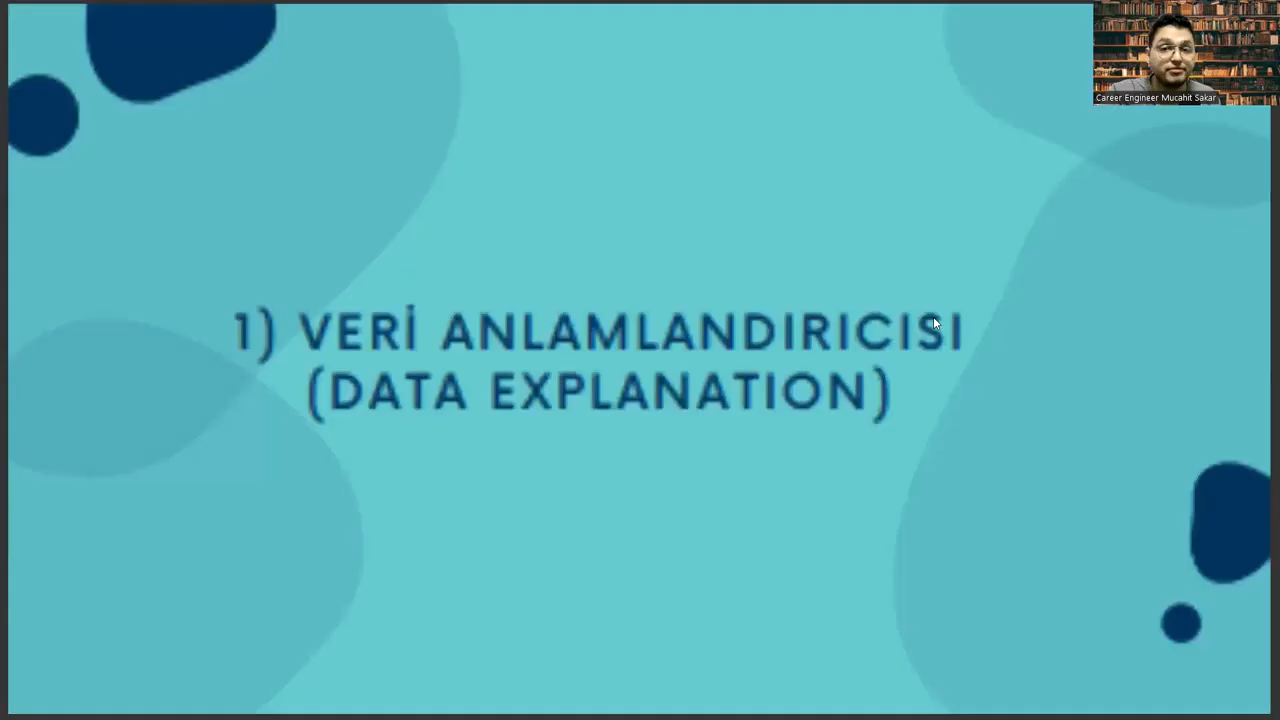 Career Engineer Mucahit Sakar
1) VERİ ANLAMLANDIRICISI
(DATA EXPLANATION)